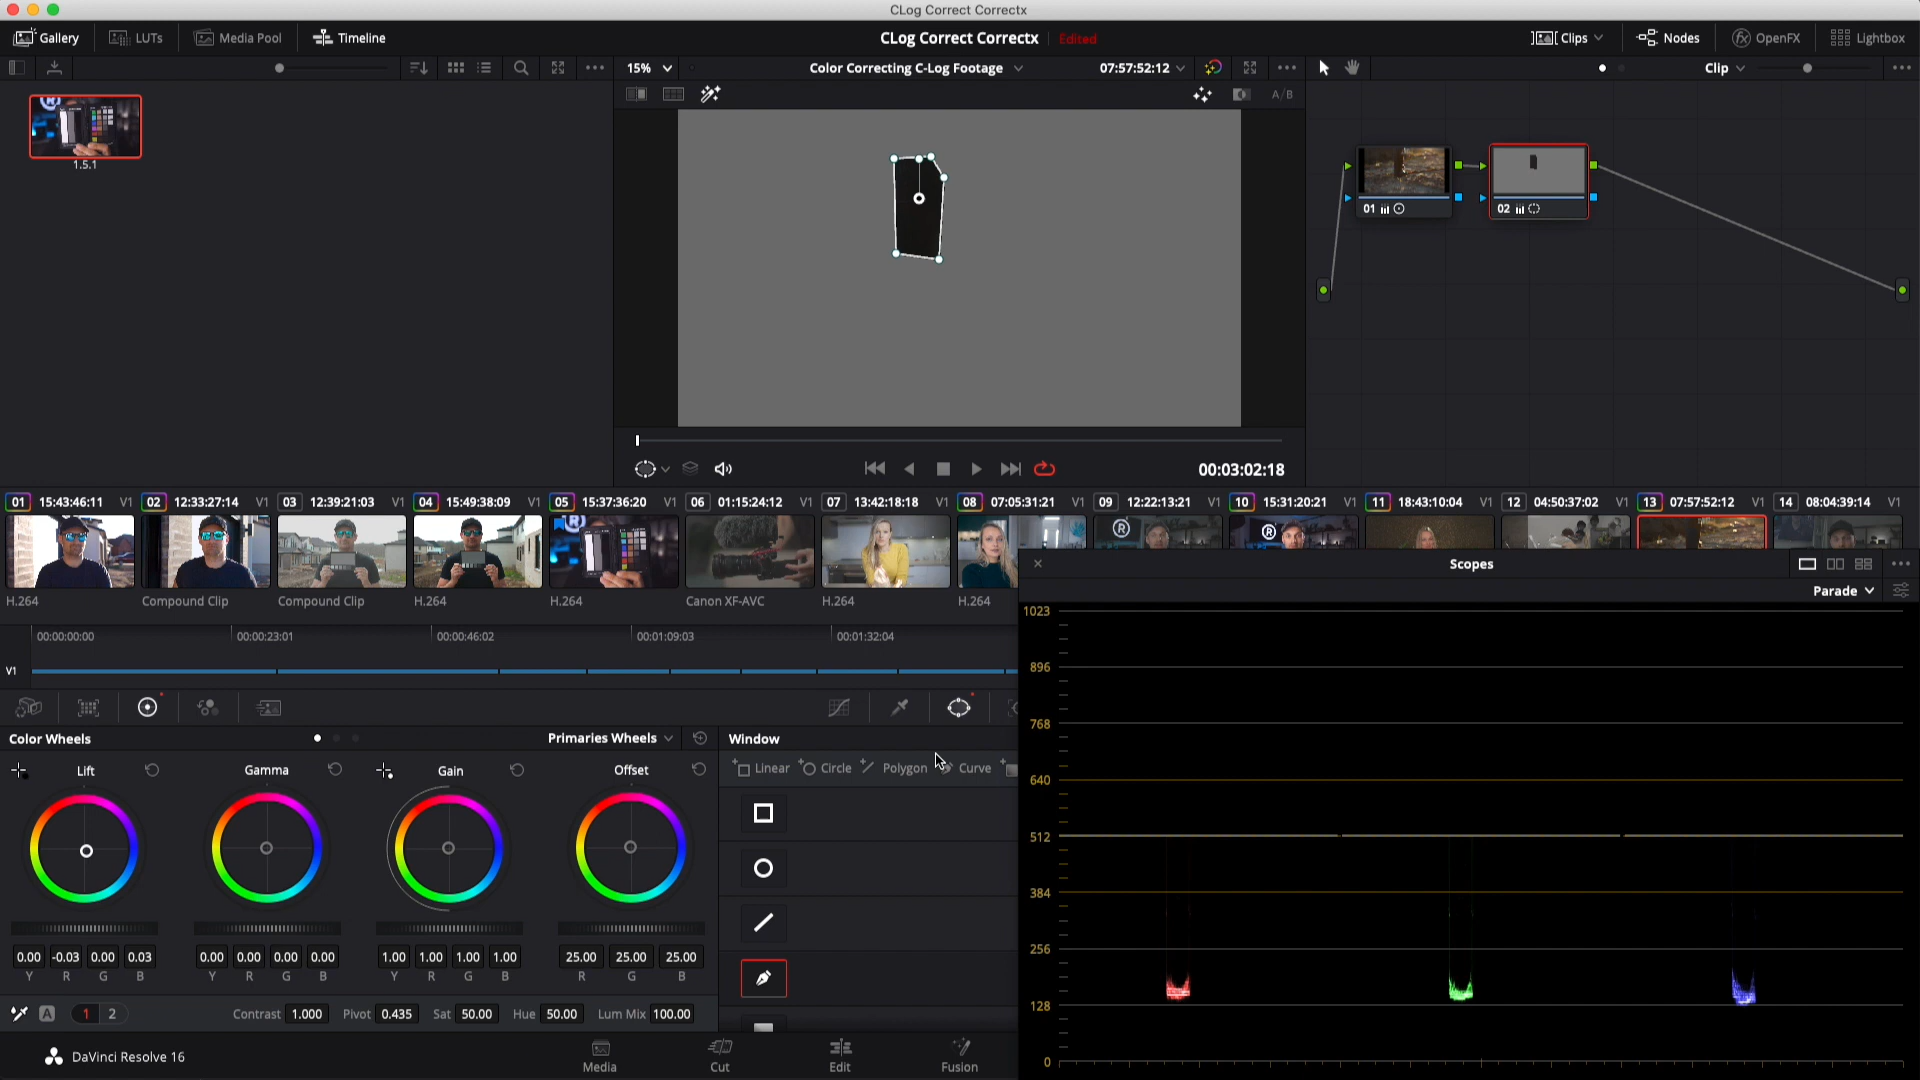 CLog Correct Correctx
Gallery LUTs Media Pool Timeline CLog Correct Correctx Edited Clips Nodes OpenFX Lightbox
15% Color Correcting C-Log Footage 07:57:52:12 Clip
A/B
1.5.1
01
02
00:03:02:18
01 15:43:46:11 V1 02 12:33:27:14 V1 03 12:39:21:03 V1 04 15:49:38:09 V1 05 15:37:36:20 V1 06 01:15:24:12 V1 07 13:42:18:18 V1 08 07:05:31:21 V1 09 12:22:13:21 V1 10 15:31:20:21 V1 11 18:43:10:04 V1 12 04:50:37:02 V1 13 07:57:52:12 V1 14 08:04:39:14 V1
H.264 Compound Clip Compound Clip H.264 H.264 Canon XF-AVC H.264 H.264
Scopes
Parade
00:00:00:00 00:00:23:01 00:00:46:02 00:01:09:03 00:01:32:04
V1
1023
896
768
640
512
384
256
128
0
Color Wheels Primaries Wheels Window
Lift Gamma Gain Offset
Linear Circle Polygon Curve
0.00 -0.03 0.00 0.03 0.00 0.00 0.00 0.00 1.00 1.00 1.00 1.00 25.00 25.00 25.00
Y R G B Y R G B Y R G B R G B
A 1 2 Contrast 1.000 Pivot 0.435 Sat 50.00 Hue 50.00 Lum Mix 100.00
DaVinci Resolve 16 Media Cut Edit Fusion